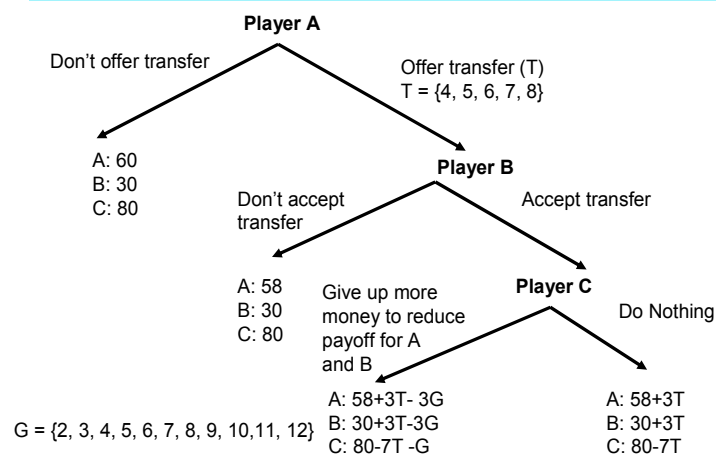 Player A
Don't offer transfer
Offer transfer (T)
T = {4, 5, 6, 7, 8}
A: 60
B: 30
C: 80
Player B
Don't accept
transfer
Accept transfer
A: 58
B: 30
C: 80
Player C
Give up more
money to reduce
payoff for A
and B
Do Nothing
G = {2, 3, 4, 5, 6, 7, 8, 9, 10,11, 12}
A: 58+3T- 3G
B: 30+3T-3G
C: 80-7T -G
A: 58+3T
B: 30+3T
C: 80-7T